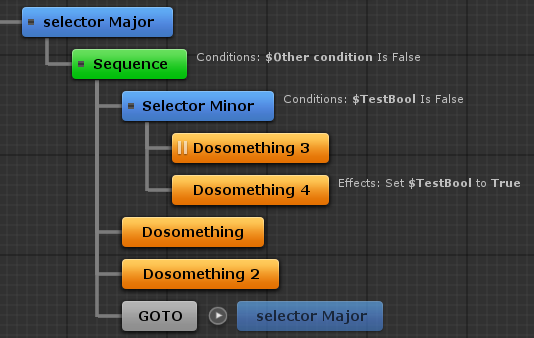 selector Major
Sequence Conditions: $Other condition Is False
Selector Minor Conditions: $TestBool Is False
Dosomething 3
Dosomething 4 Effects: Set $TestBool to True
Dosomething
Dosomething 2
GOTO selector Major